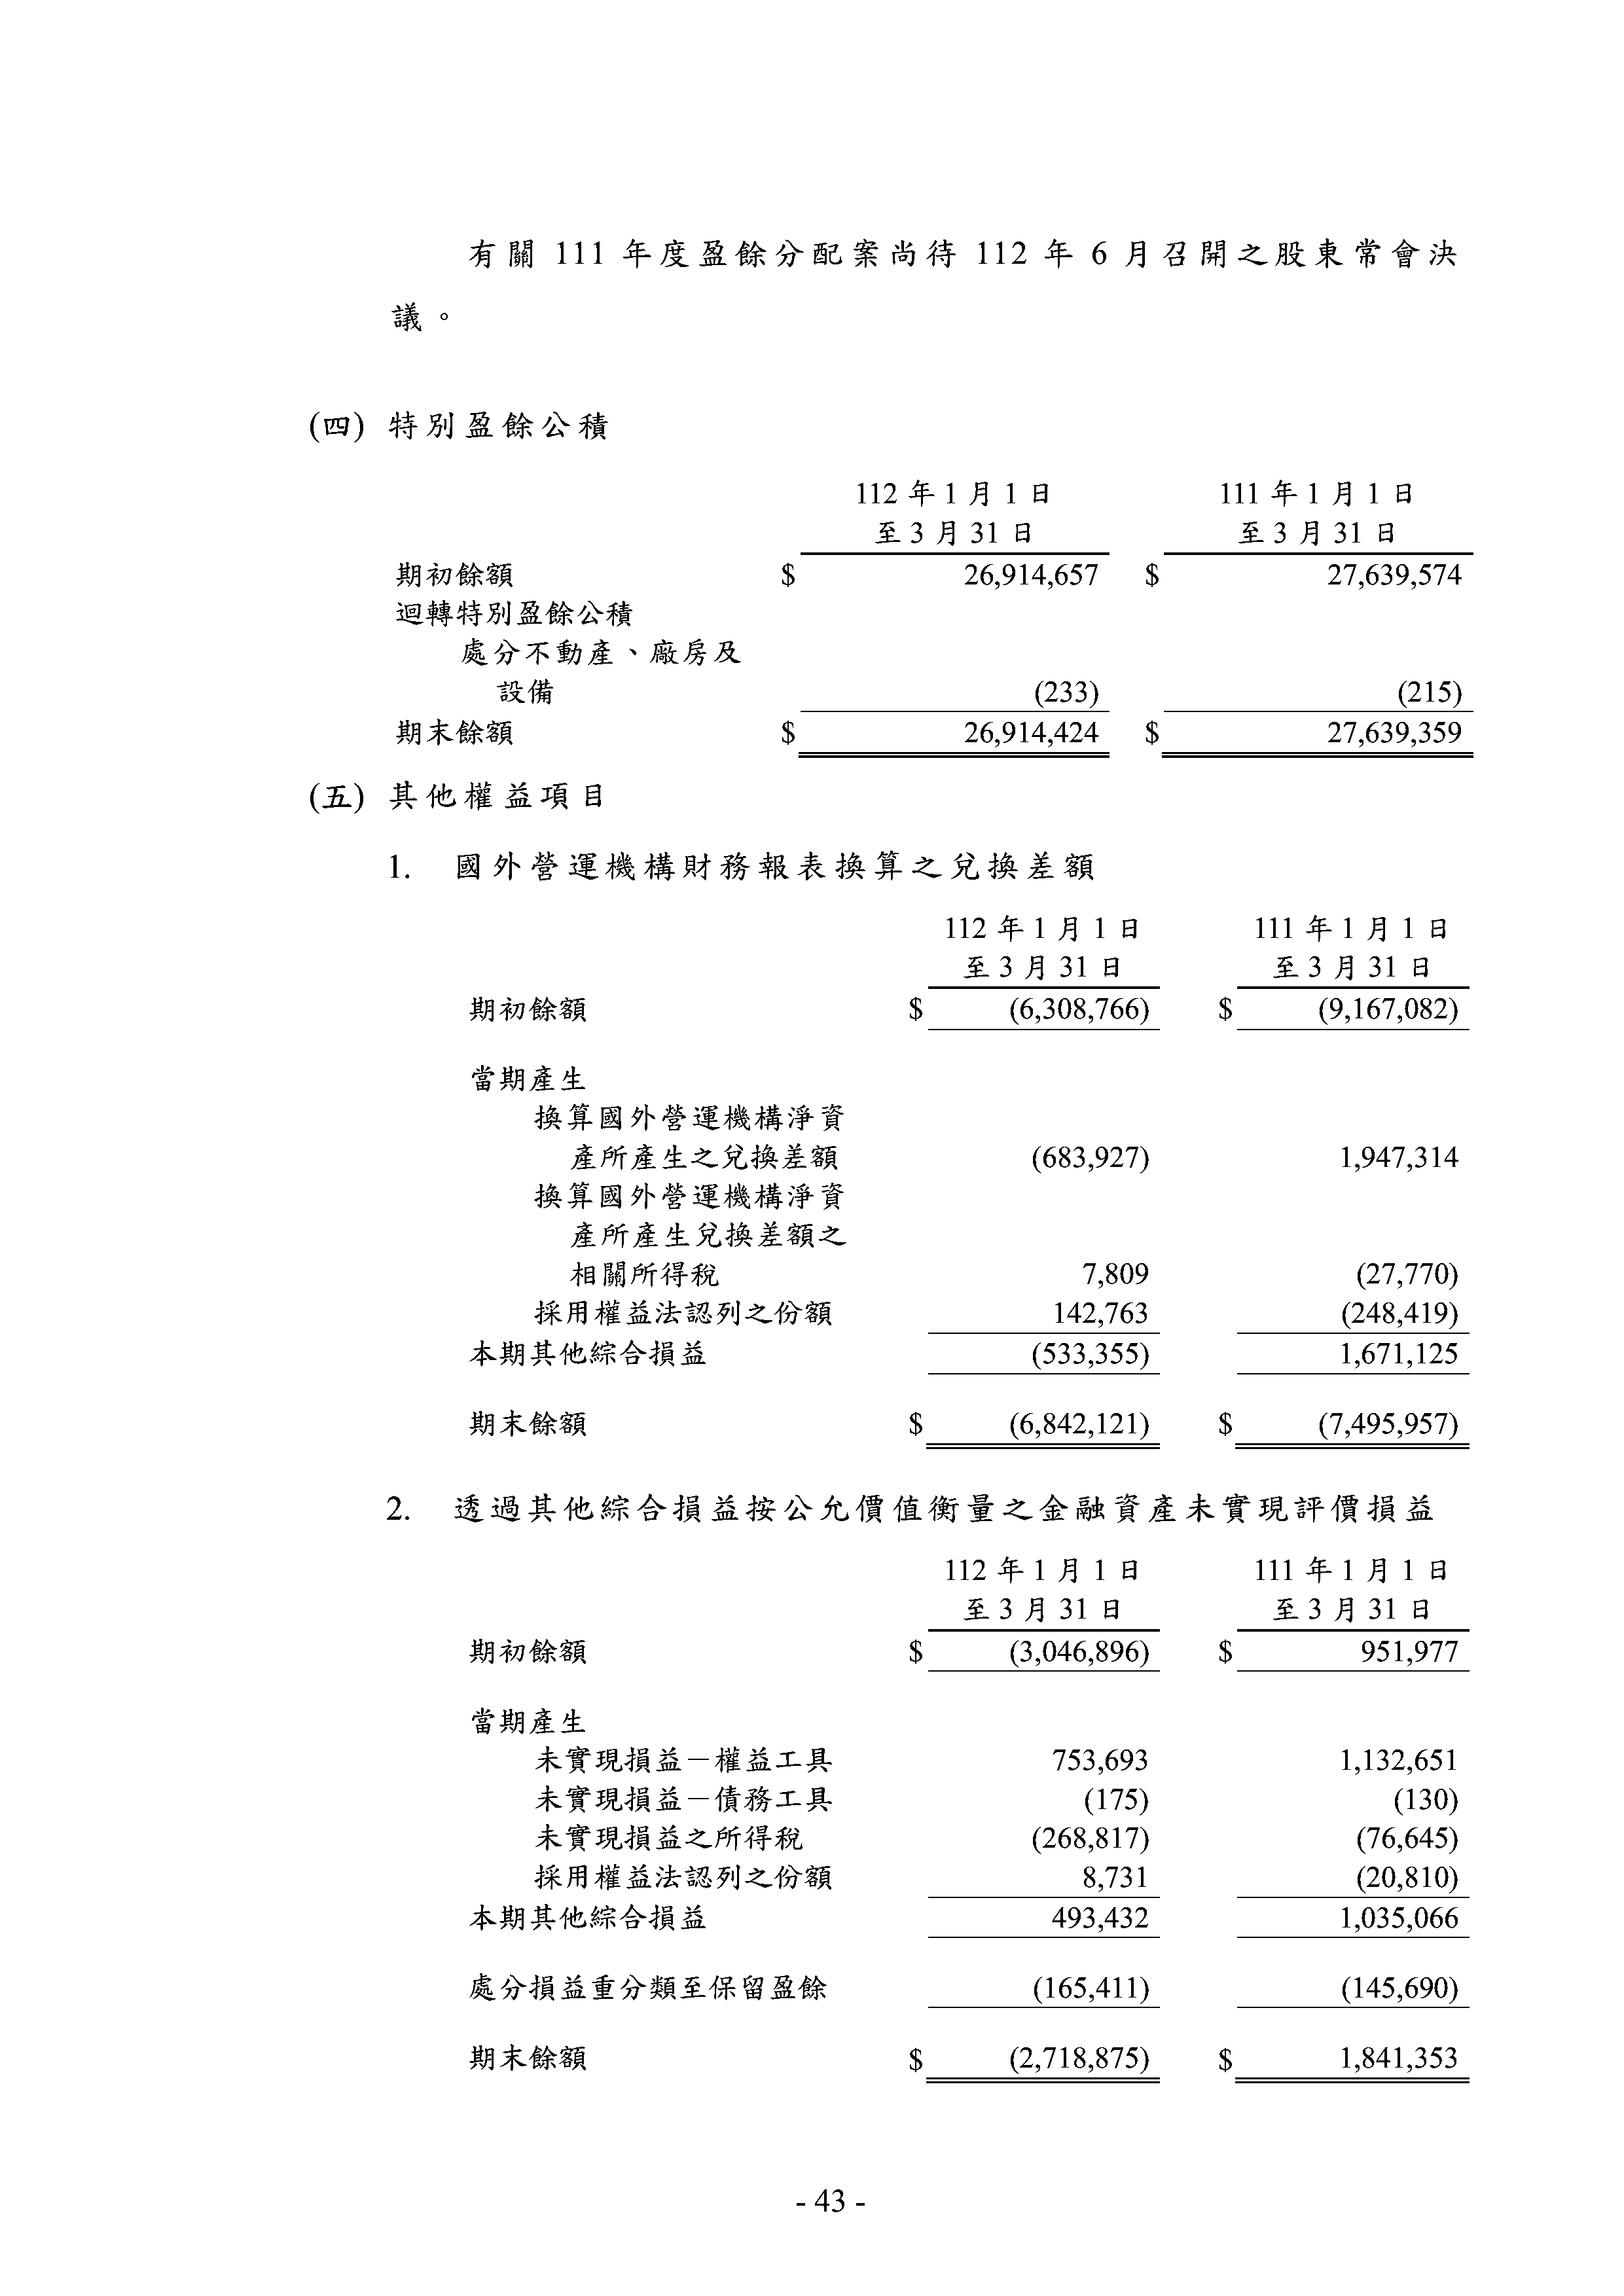 有關 111 年度盈餘分配案尚待 112 年 6 月召開之股東常會決
議。
(四) 特別盈餘公積
112 年 1 月 1 日 111 年 1 月 1 日
至 3 月 31 日 至 3 月 31 日
期初餘額 $ 26,914,657 $ 27,639,574
迴轉特別盈餘公積
處分不動產、廠房及
設備 (233) (215)
期末餘額 $ 26,914,424 $ 27,639,359
(五) 其他權益項目
1. 國外營運機構財務報表換算之兌換差額
112 年 1 月 1 日 111 年 1 月 1 日
至 3 月 31 日 至 3 月 31 日
期初餘額 $ (6,308,766) $ (9,167,082)
當期產生
換算國外營運機構淨資
產所產生之兌換差額 (683,927) 1,947,314
換算國外營運機構淨資
產所產生兌換差額之
相關所得稅 7,809 (27,770)
採用權益法認列之份額 142,763 (248,419)
本期其他綜合損益 (533,355) 1,671,125
期末餘額 $ (6,842,121) $ (7,495,957)
2. 透過其他綜合損益按公允價值衡量之金融資產未實現評價損益
112 年 1 月 1 日 111 年 1 月 1 日
至 3 月 31 日 至 3 月 31 日
期初餘額 $ (3,046,896) $ 951,977
當期產生
未實現損益－權益工具 753,693 1,132,651
未實現損益－債務工具 (175) (130)
未實現損益之所得稅 (268,817) (76,645)
採用權益法認列之份額 8,731 (20,810)
本期其他綜合損益 493,432 1,035,066
處分損益重分類至保留盈餘 (165,411) (145,690)
期末餘額 $ (2,718,875) $ 1,841,353
- 43 -